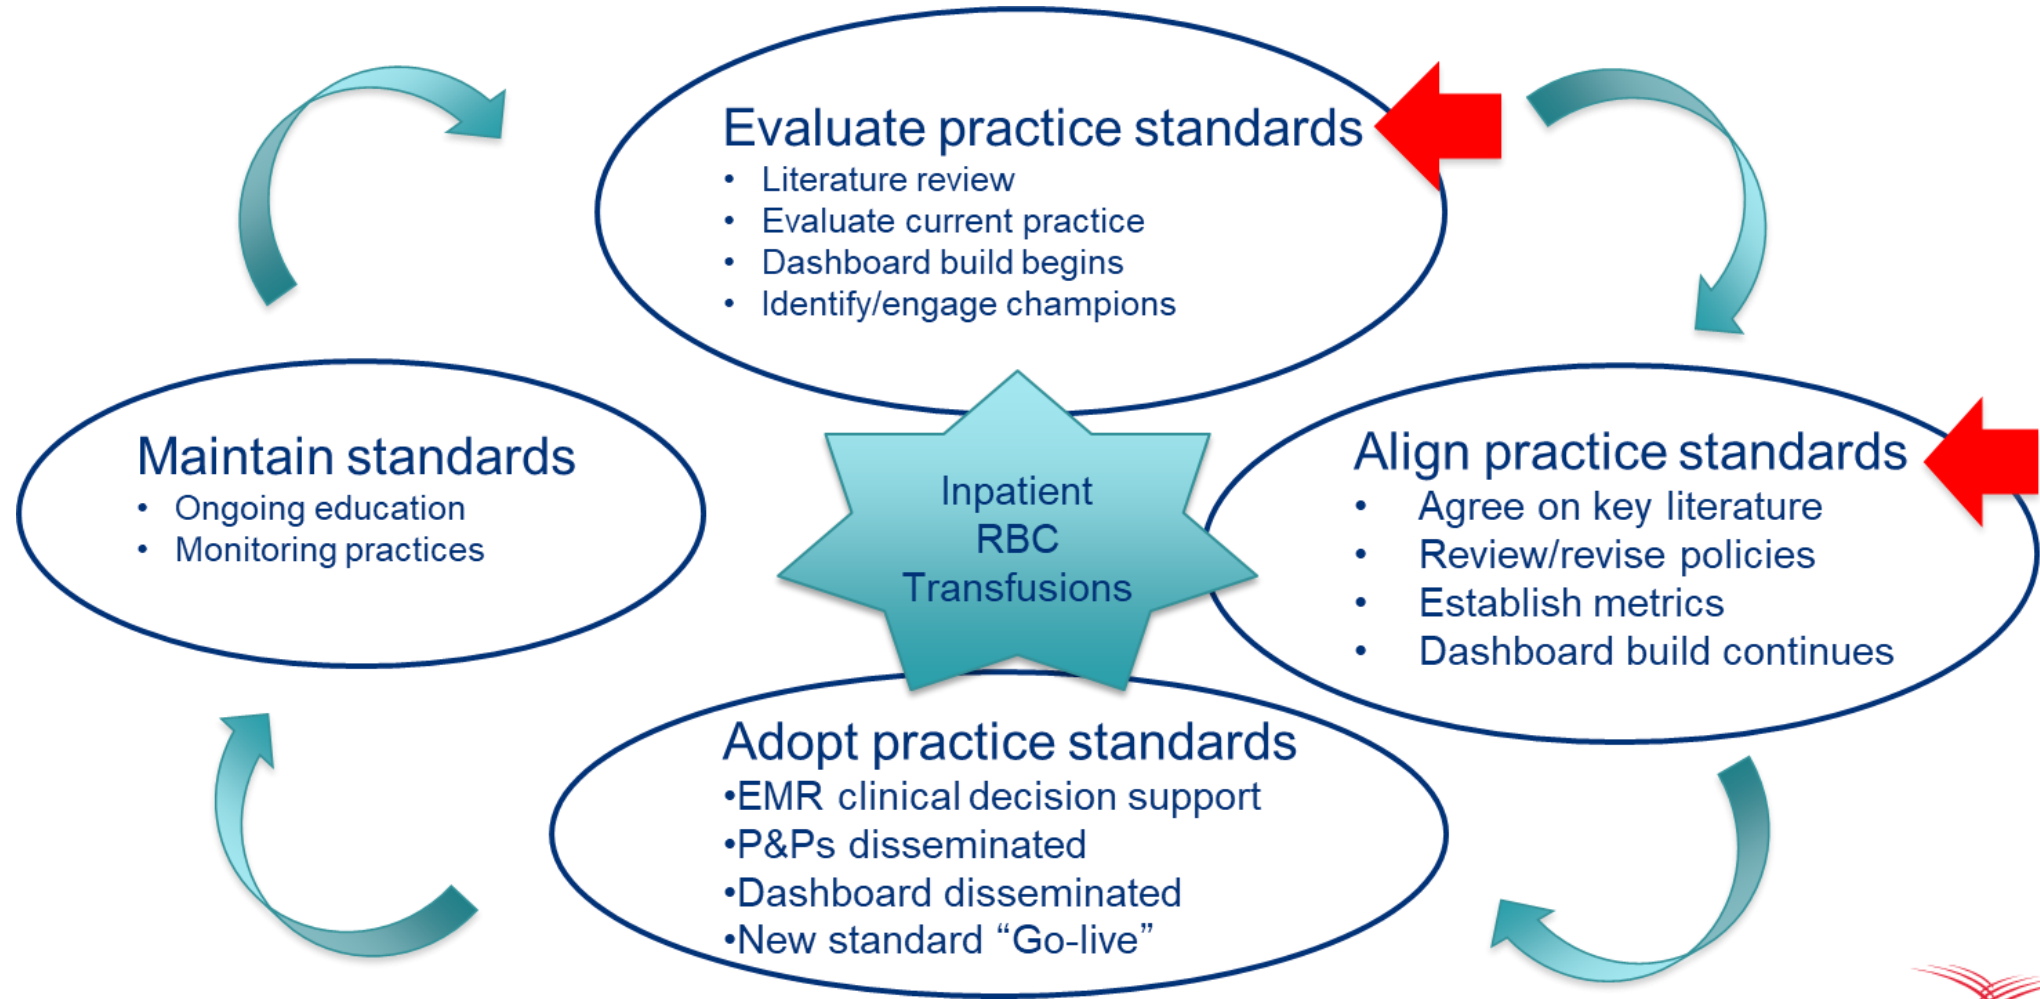 Evaluate practice standards
• Literature review
• Evaluate current practice
• Dashboard build begins
• Identify/engage champions
Maintain standards
• Ongoing education
• Monitoring practices
Inpatient
RBC
Transfusions
Align practice standards
• Agree on key literature
• Review/revise policies
• Establish metrics
• Dashboard build continues
Adopt practice standards
•EMR clinical decision support
•P&Ps disseminated
•Dashboard disseminated
•New standard “Go-live”